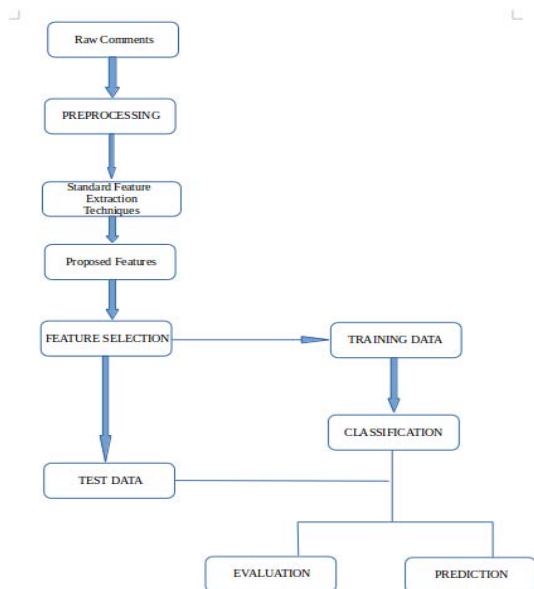 Raw Comments
PREPROCESSING
Standard Feature
Extraction
Techniques
Proposed Features
FEATURE SELECTION
TRAINING DATA
CLASSIFICATION
TEST DATA
EVALUATION
PREDICTION